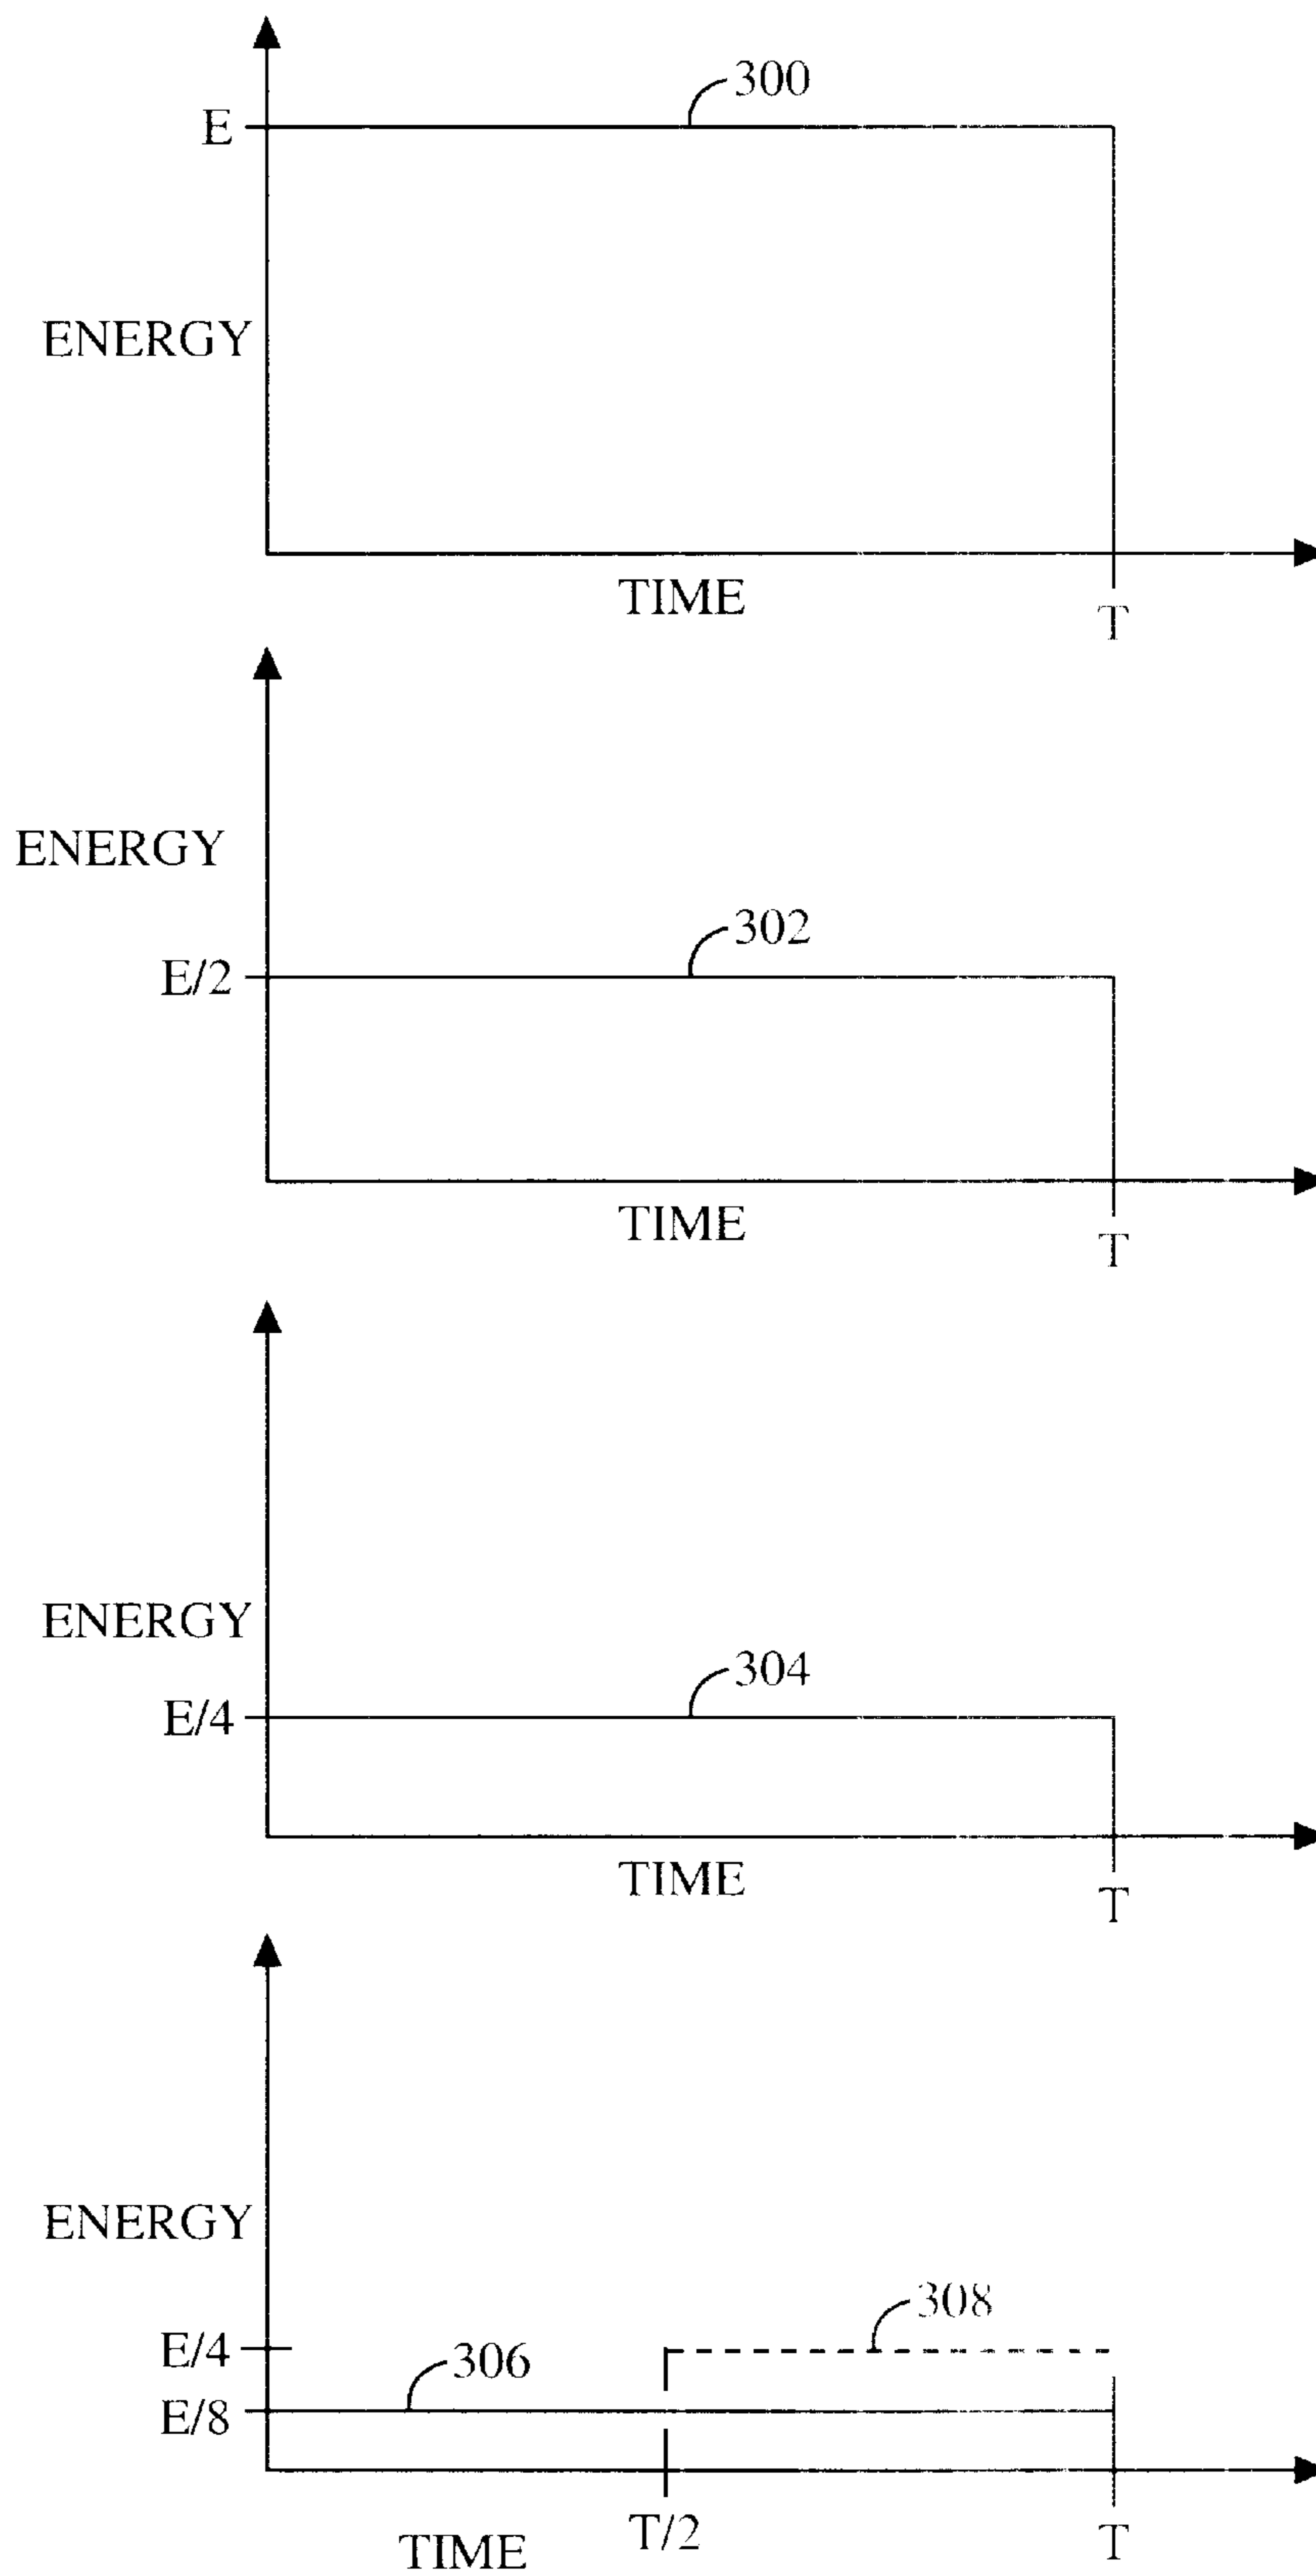 300
E
ENERGY
TIME
T
ENERGY
302
E/2
TIME
T
ENERGY
304
E/4
TIME
T
ENERGY
308
E/4
306
E/8
T/2
T
TIME